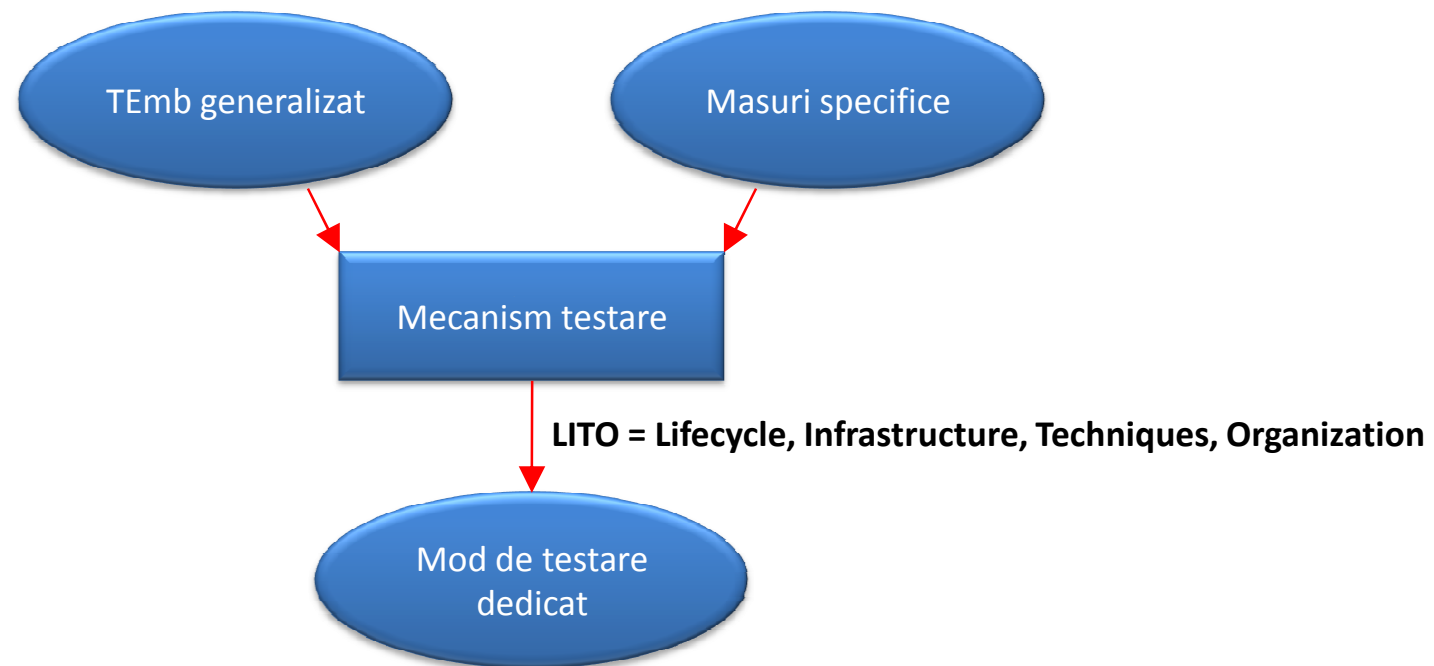 TEmb generalizat
Masuri specifice
Mecanism testare
LITO = Lifecycle, Infrastructure, Techniques, Organization
Mod de testare
dedicat